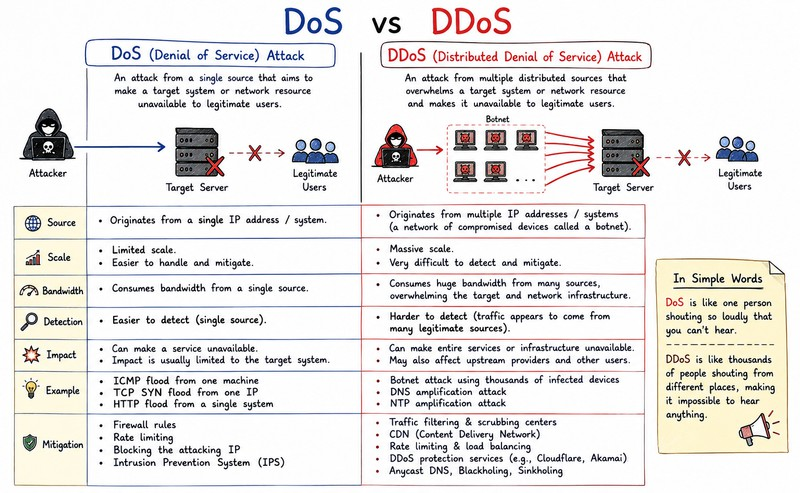 DoS vs DDoS
DoS (Denial of Service) Attack
An attack from a single source that aims to
make a target system or network resource
unavailable to legitimate users.
Attacker
Target Server
Legitimate
Users
DDoS (Distributed Denial of Service) Attack
An attack from multiple distributed sources that
overwhelms a target system or network resource
and makes it unavailable to legitimate users.
Botnet
Attacker
...
Target Server
Legitimate
Users
Source
• Originates from a single IP address / system.
• Originates from multiple IP addresses / systems
(a network of compromised devices called a botnet).
Scale
• Limited scale.
• Easier to handle and mitigate.
• Massive scale.
• Very difficult to detect and mitigate.
Bandwidth
• Consumes bandwidth from a single source.
• Consumes huge bandwidth from many sources,
overwhelming the target and network infrastructure.
Detection
• Easier to detect (single source).
• Harder to detect (traffic appears to come from
many legitimate sources).
Impact
• Can make a service unavailable.
• Impact is usually limited to the target system.
• Can make entire services or infrastructure unavailable.
• May also affect upstream providers and other users.
Example
• ICMP flood from one machine
• TCP SYN flood from one IP
• HTTP flood from a single system
• Botnet attack using thousands of infected devices
• DNS amplification attack
• NTP amplification attack
Mitigation
• Firewall rules
• Rate limiting
• Blocking the attacking IP
• Intrusion Prevention System (IPS)
• Traffic filtering & scrubbing centers
• CDN (Content Delivery Network)
• Rate limiting & load balancing
• DDoS protection services (e.g., Cloudflare, Akamai)
• Anycast DNS, Blackholing, Sinkholing
In Simple Words
DoS is like one person
shouting so loudly that
you can't hear.
DDoS is like thousands
of people shouting from
different places, making
it impossible to hear
anything.